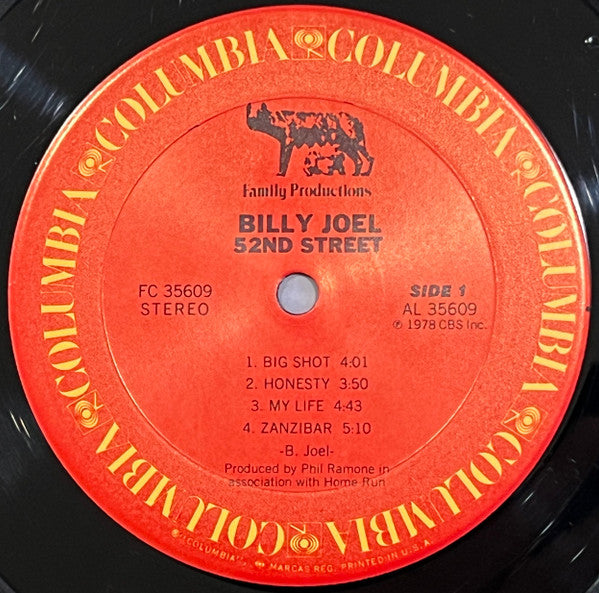 COLUMBIA COLUMBIA COLUMBIA COLUMBIA COLUMBIA COLUMBIA
Family Productions
BILLY JOEL
52ND STREET
FC 35609
STEREO
SIDE 1
AL 35609
℗ 1978 CBS Inc.
1. BIG SHOT 4:01
2. HONESTY 3:50
3. MY LIFE 4:43
4. ZANZIBAR 5:10
-B. Joel-
Produced by Phil Ramone in
association with Home Run
"COLUMBIA", MARCAS REG. PRINTED IN U.S.A.